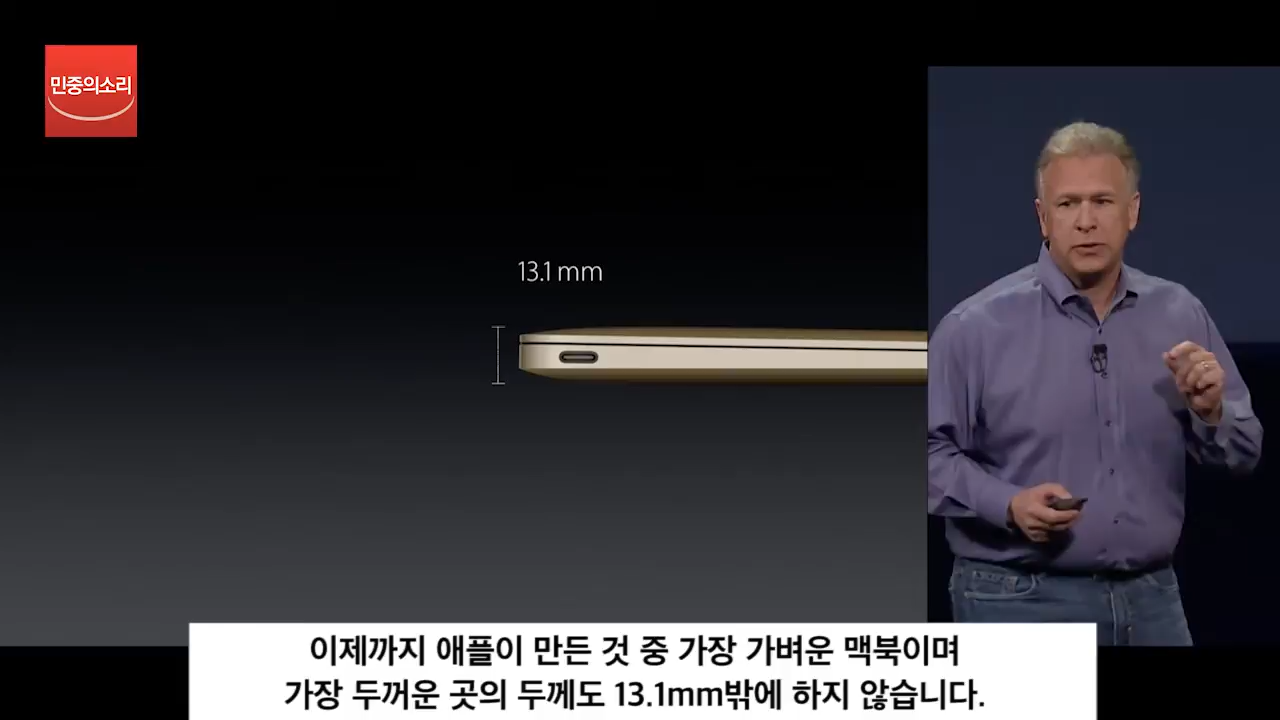 민중의소리
13.1 mm
이제까지 애플이 만든 것 중 가장 가벼운 맥북이며
가장 두꺼운 곳의 두께도 13.1mm밖에 하지 않습니다.